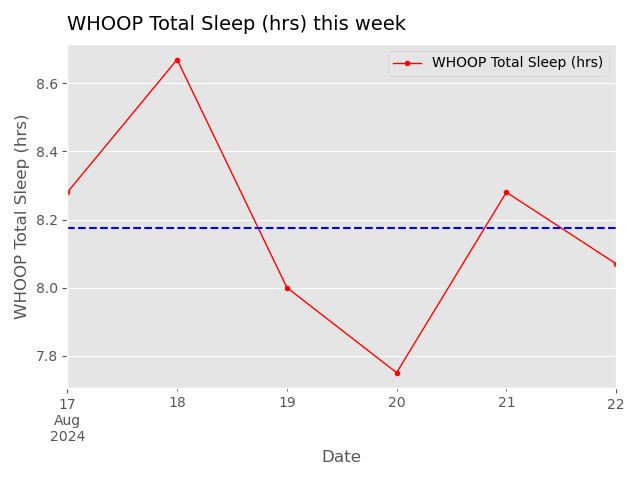 WHOOP Total Sleep (hrs) this week
WHOOP Total Sleep (hrs)
WHOOP Total Sleep (hrs)
8.6
8.4
8.2
8.0
7.8
17 18 19 20 21 22
Aug
2024
Date